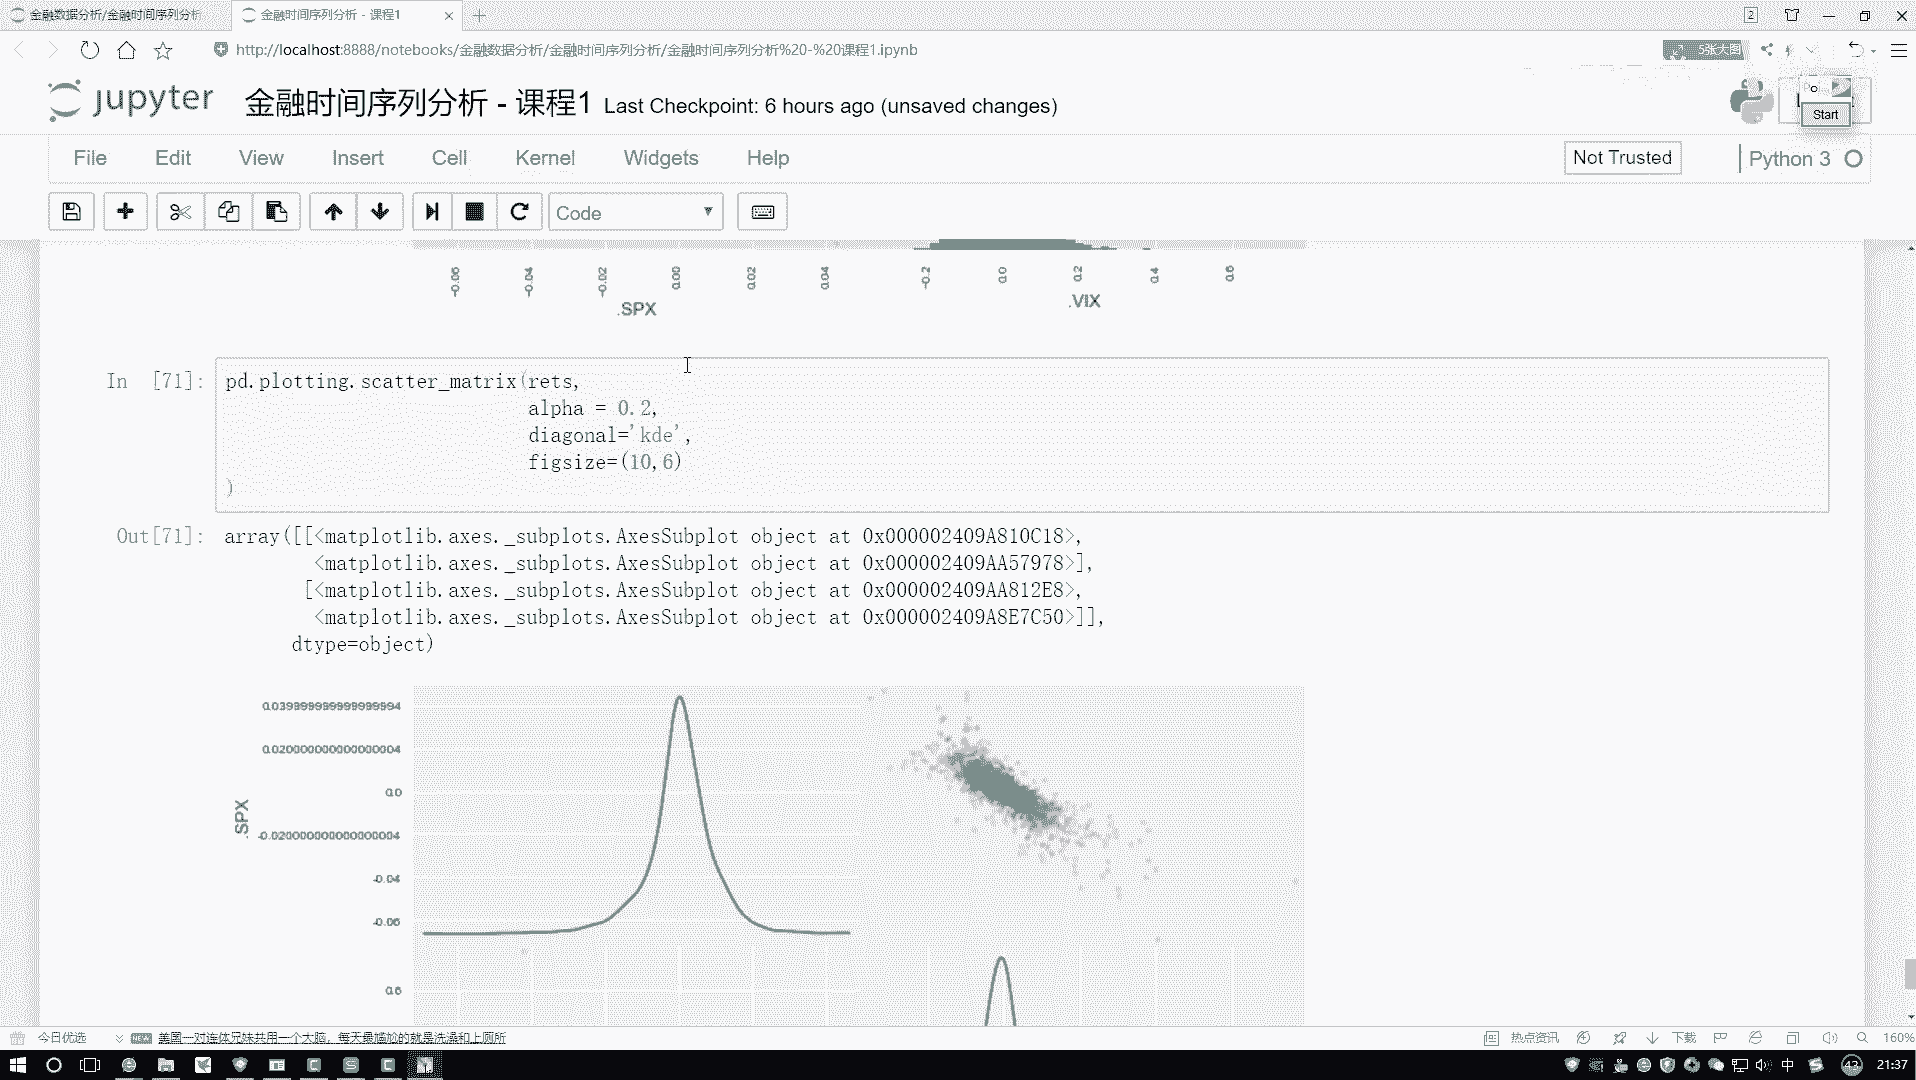 金融数据分析/金融时间序列分析
金融时间序列分析 - 课程1
2
http://localhost:8888/notebooks/金融数据分析/金融时间序列分析/金融时间序列分析%20-%20课程1.ipynb
5张大图
jupyter 金融时间序列分析 - 课程1 Last Checkpoint: 6 hours ago (unsaved changes)
Start
File Edit View Insert Cell Kernel Widgets Help
Not Trusted
Python 3
Code
-0.06 -0.04 -0.02 0.00 0.02 0.04
.SPX
-0.2 0.0 0.2 0.4 0.6
.VIX
In [71]:
pd.plotting.scatter_matrix(rets,
alpha = 0.2,
diagonal='kde',
figsize=(10,6)
)
Out[71]:
array([[<matplotlib.axes._subplots.AxesSubplot object at 0x000002409A810C18>,
<matplotlib.axes._subplots.AxesSubplot object at 0x000002409AA57978>],
[<matplotlib.axes._subplots.AxesSubplot object at 0x000002409AA812E8>,
<matplotlib.axes._subplots.AxesSubplot object at 0x000002409A8E7C50>]],
dtype=object)
0.039999999999999994
0.020000000000000004
0.0
.SPX
-0.020000000000000004
-0.04
-0.06
0.6
今日优选
NEW
美国一对连体兄妹共用一个大脑，每天最尴尬的就是洗澡和上厕所
热点资讯
下载
160%
中
43
21:37